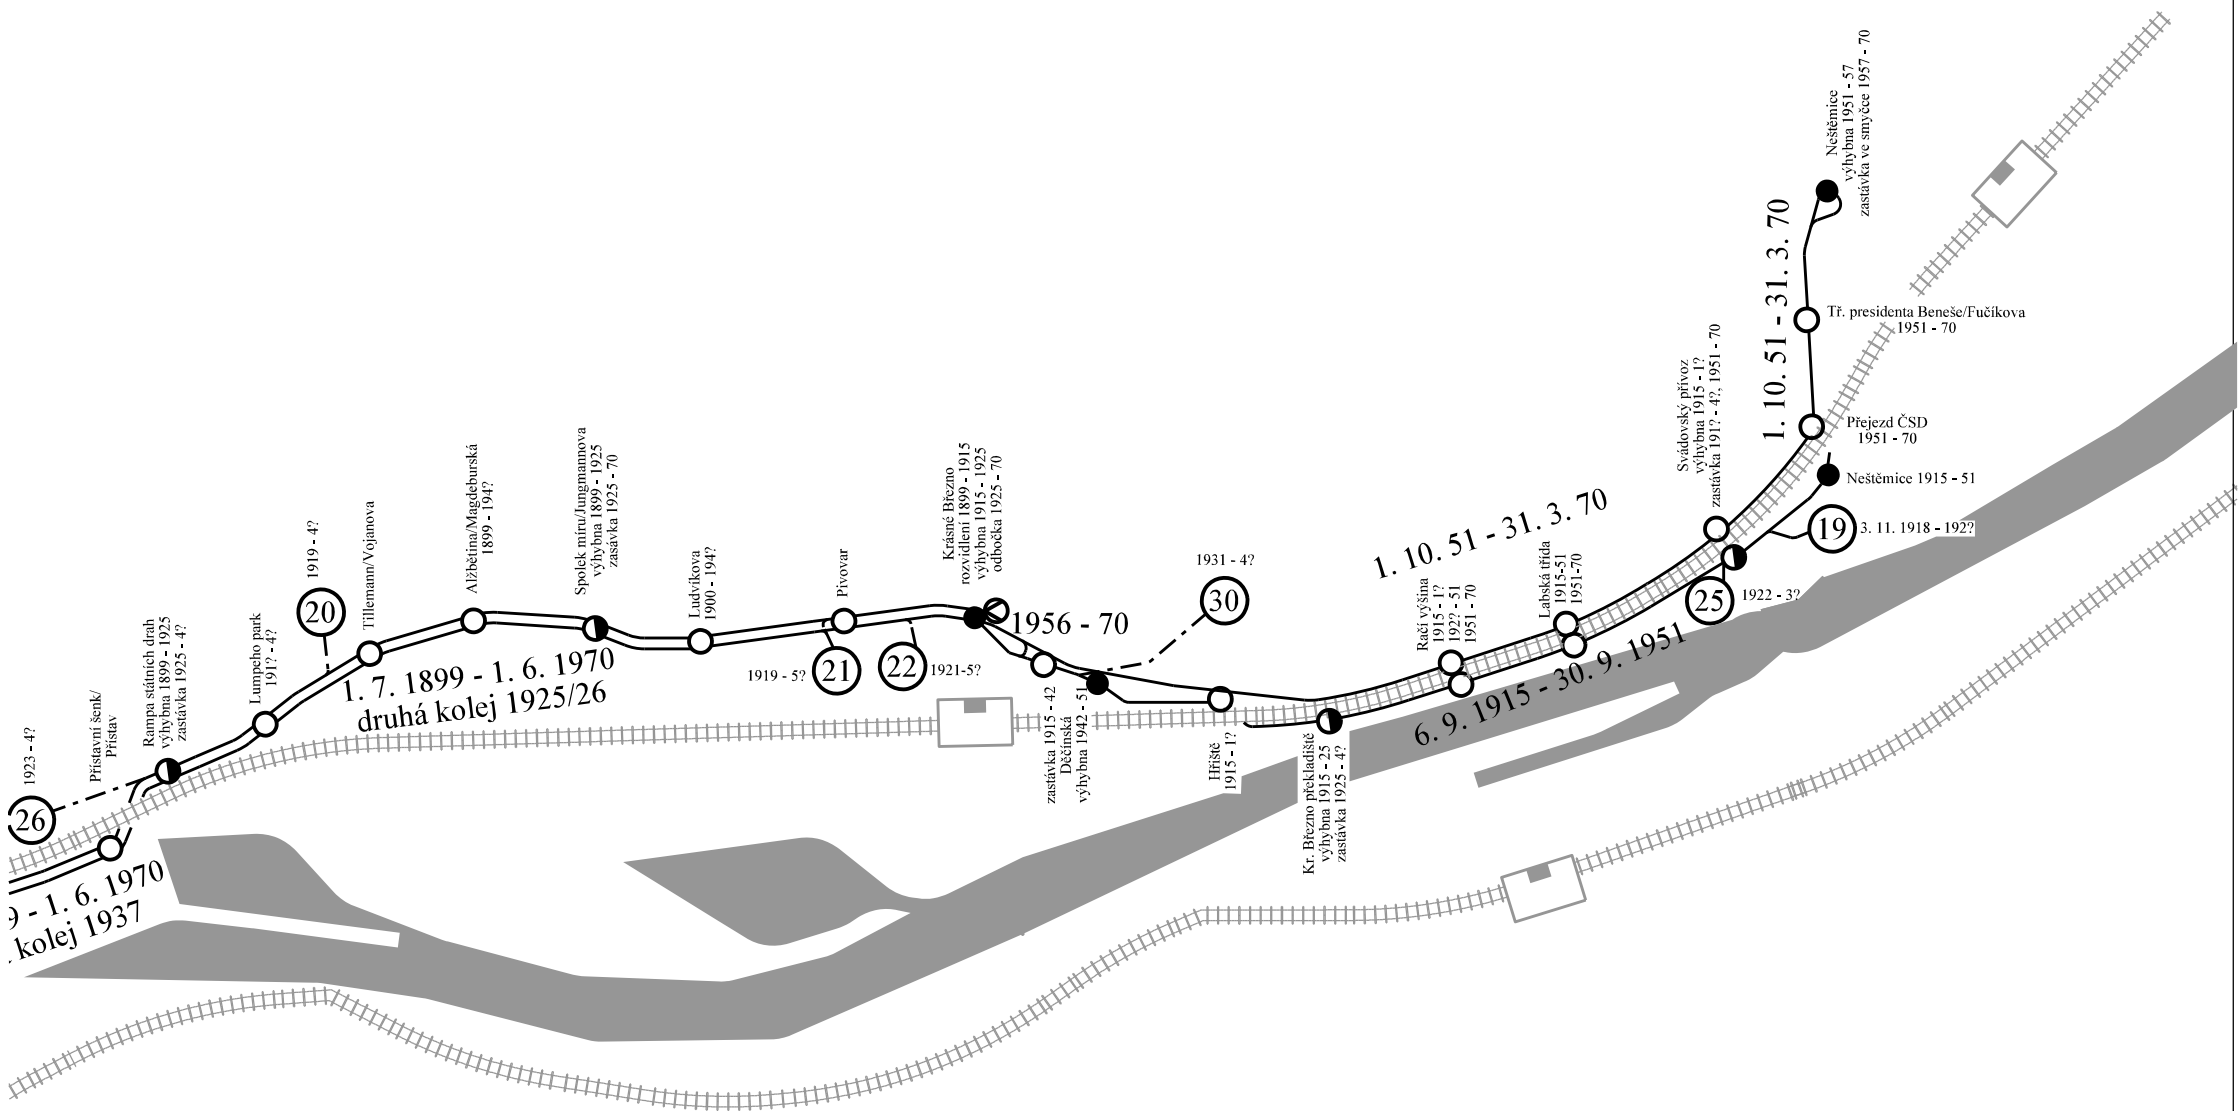 1923 - 4?
26
Přístavní šenk/
Přístav
Rampa státních drah
výhybna 1899 - 1925
zastávka 1925 - 4?
9 - 1. 6. 1970
kolej 1937
Lumpeho park
191? - 4?
1919 - 4?
20
Tillemann/Vojanova
1. 7. 1899 - 1. 6. 1970
druhá kolej 1925/26
Alžbětina/Magdeburská
1899 - 194?
Spolek míru/Jungmannova
výhybna 1899 - 1925
zasávka 1925 - 70
Ludvíkova
1900 - 194?
Pivovar
1919 - 5?
21
22
1921-5?
Krásné Březno
rozvidlení 1899 - 1915
výhybna 1915 - 1925
odbočka 1925 - 70
1956 - 70
zastávka 1915 - 42
Děčínská
výhybna 1942 - 51
1931 - 4?
30
Hřiště
1915 - 1?
Kr. Březno překladiště
výhybna 1915 - 25
zastávka 1925 - 4?
1. 10. 51 - 31. 3. 70
6. 9. 1915 - 30. 9. 1951
Račí výšina
1915 - 1?
192? - 51
1951 - 70
Labská třída
1915-51
1951-70
Svádovský přívoz
výhybna 1915 - 1?
zastávka 191? - 4?, 1951 - 70
25
1922 - 3?
19
3. 11. 1918 - 192?
Neštěmice 1915 - 51
Přejezd ČSD
1951 - 70
1. 10. 51 - 31. 3. 70
Tř. presidenta Beneše/Fučíkova
1951 - 70
Neštěmice
výhybna 1951 - 57
zastávka ve smyčce 1957 - 70